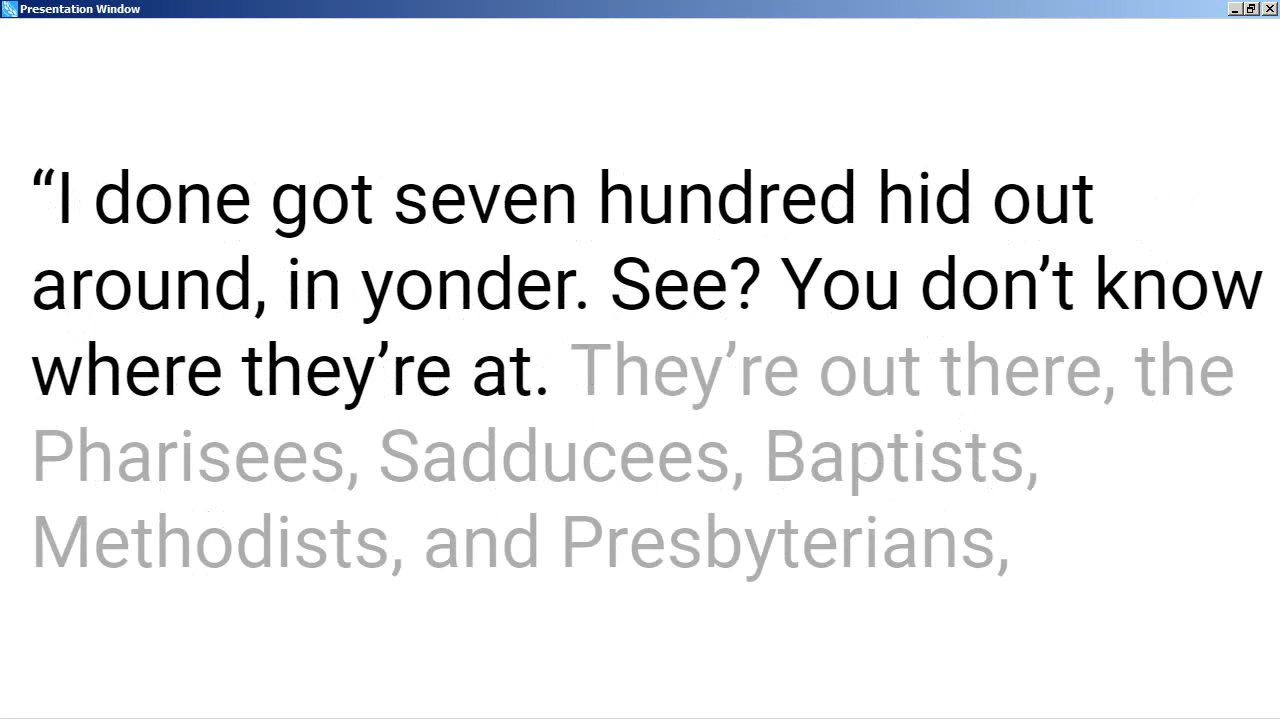 Presentation Window
“I done got seven hundred hid out
around, in yonder. See? You don’t know
where they’re at. They’re out there, the
Pharisees, Sadducees, Baptists,
Methodists, and Presbyterians,